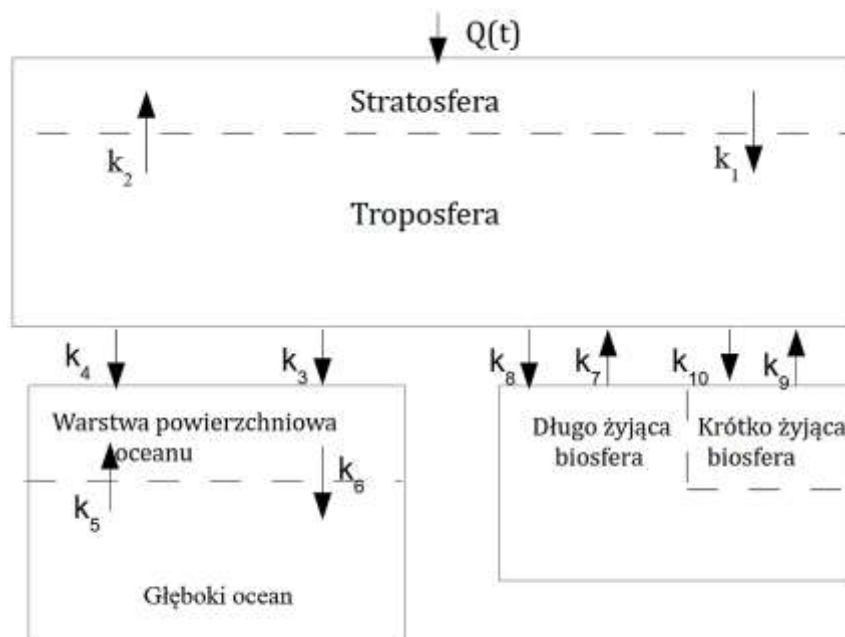 Q(t)
Stratosfera
k₂
k₁
Troposfera
k₄
k₃
k₈
k₇
k₁₀
k₉
Warstwa powierzchniowa
oceanu
Długo żyjąca
biosfera
Krótko żyjąca
biosfera
k₆
k₅
Głęboki ocean